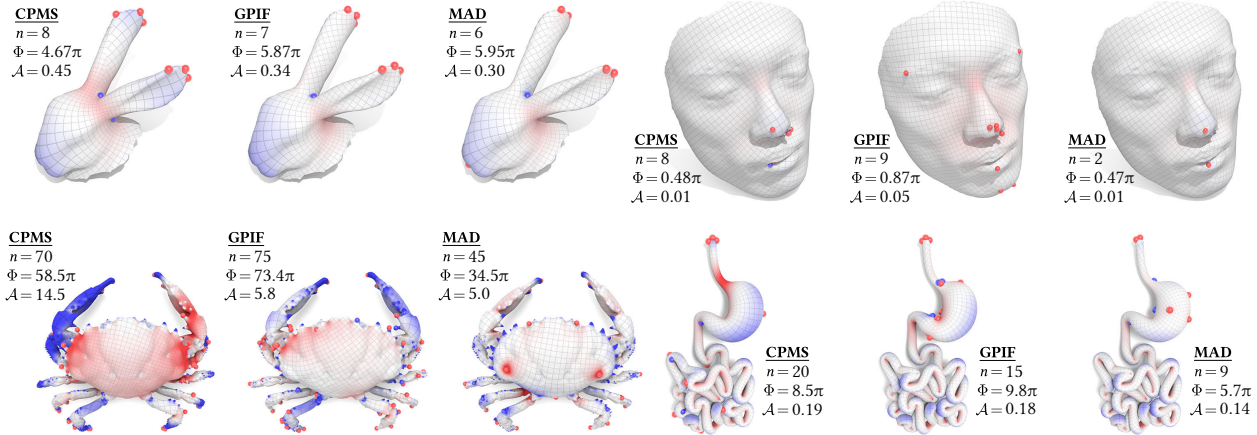 CPMS
n = 8
Φ = 4.67π
𝒜 = 0.45
GPIF
n = 7
Φ = 5.87π
𝒜 = 0.34
MAD
n = 6
Φ = 5.95π
𝒜 = 0.30
CPMS
n = 8
Φ = 0.48π
𝒜 = 0.01
GPIF
n = 9
Φ = 0.87π
𝒜 = 0.05
MAD
n = 2
Φ = 0.47π
𝒜 = 0.01
CPMS
n = 70
Φ = 58.5π
𝒜 = 14.5
GPIF
n = 75
Φ = 73.4π
𝒜 = 5.8
MAD
n = 45
Φ = 34.5π
𝒜 = 5.0
CPMS
n = 20
Φ = 8.5π
𝒜 = 0.19
GPIF
n = 15
Φ = 9.8π
𝒜 = 0.18
MAD
n = 9
Φ = 5.7π
𝒜 = 0.14